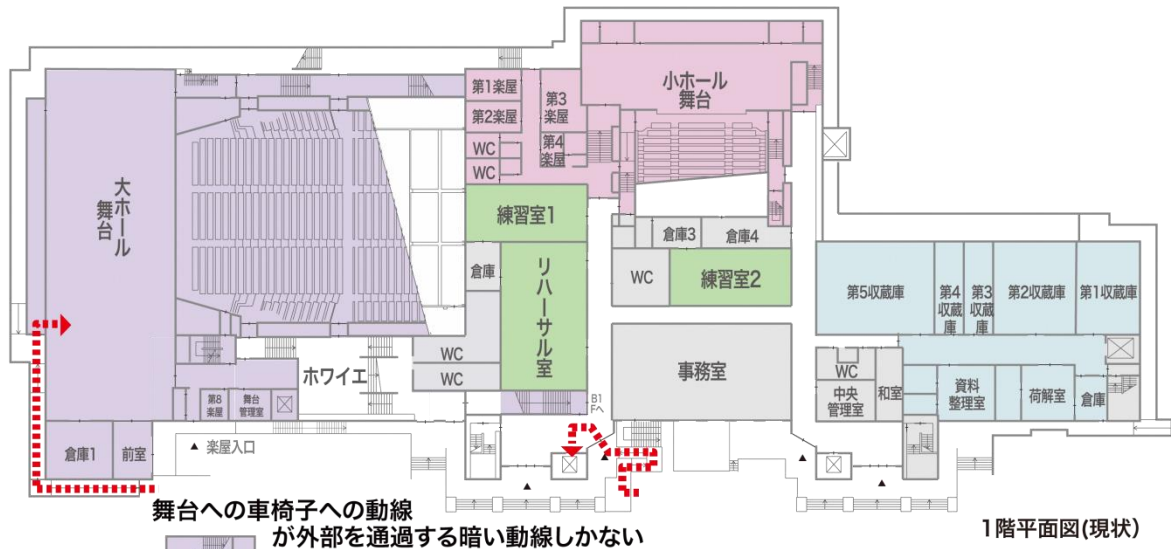 第1楽屋
第2楽屋
第3
楽屋
第4
楽屋
WC
WC
小ホール
舞台
大ホール
舞台
練習室1
倉庫
リハーサル室
WC
WC
ホワイエ
第8
楽屋
舞台
管理室
倉庫1
前室
▲ 楽屋入口
B1
Fへ
倉庫3
倉庫4
WC
練習室2
事務室
第5収蔵庫
第4
収蔵
庫
第3
収蔵
庫
第2収蔵庫
第1収蔵庫
WC
中央
管理室
和室
資料
整理室
荷解室
倉庫
舞台への車椅子への動線
が外部を通過する暗い動線しかない
1階平面図(現状)